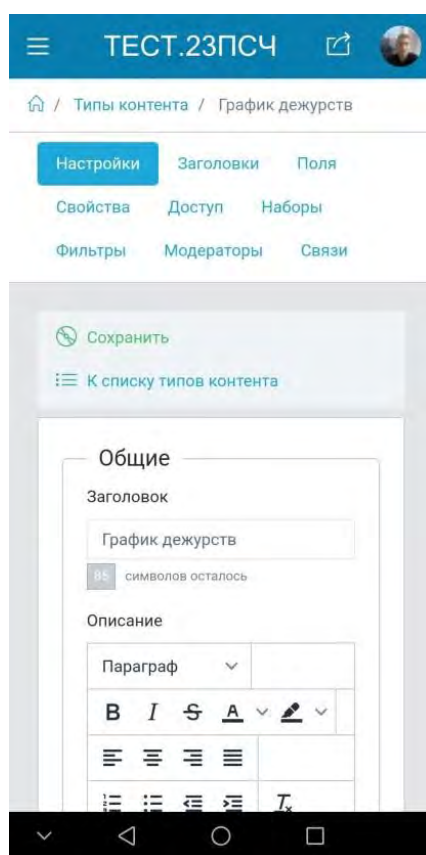 ТЕСТ.23ПСЧ
/ Типы контента / График дежурств
Настройки Заголовки Поля
Свойства Доступ Наборы
Фильтры Модераторы Связи
Сохранить
К списку типов контента
Общие
Заголовок
График дежурств
85 символов осталось
Описание
Параграф
B I S A